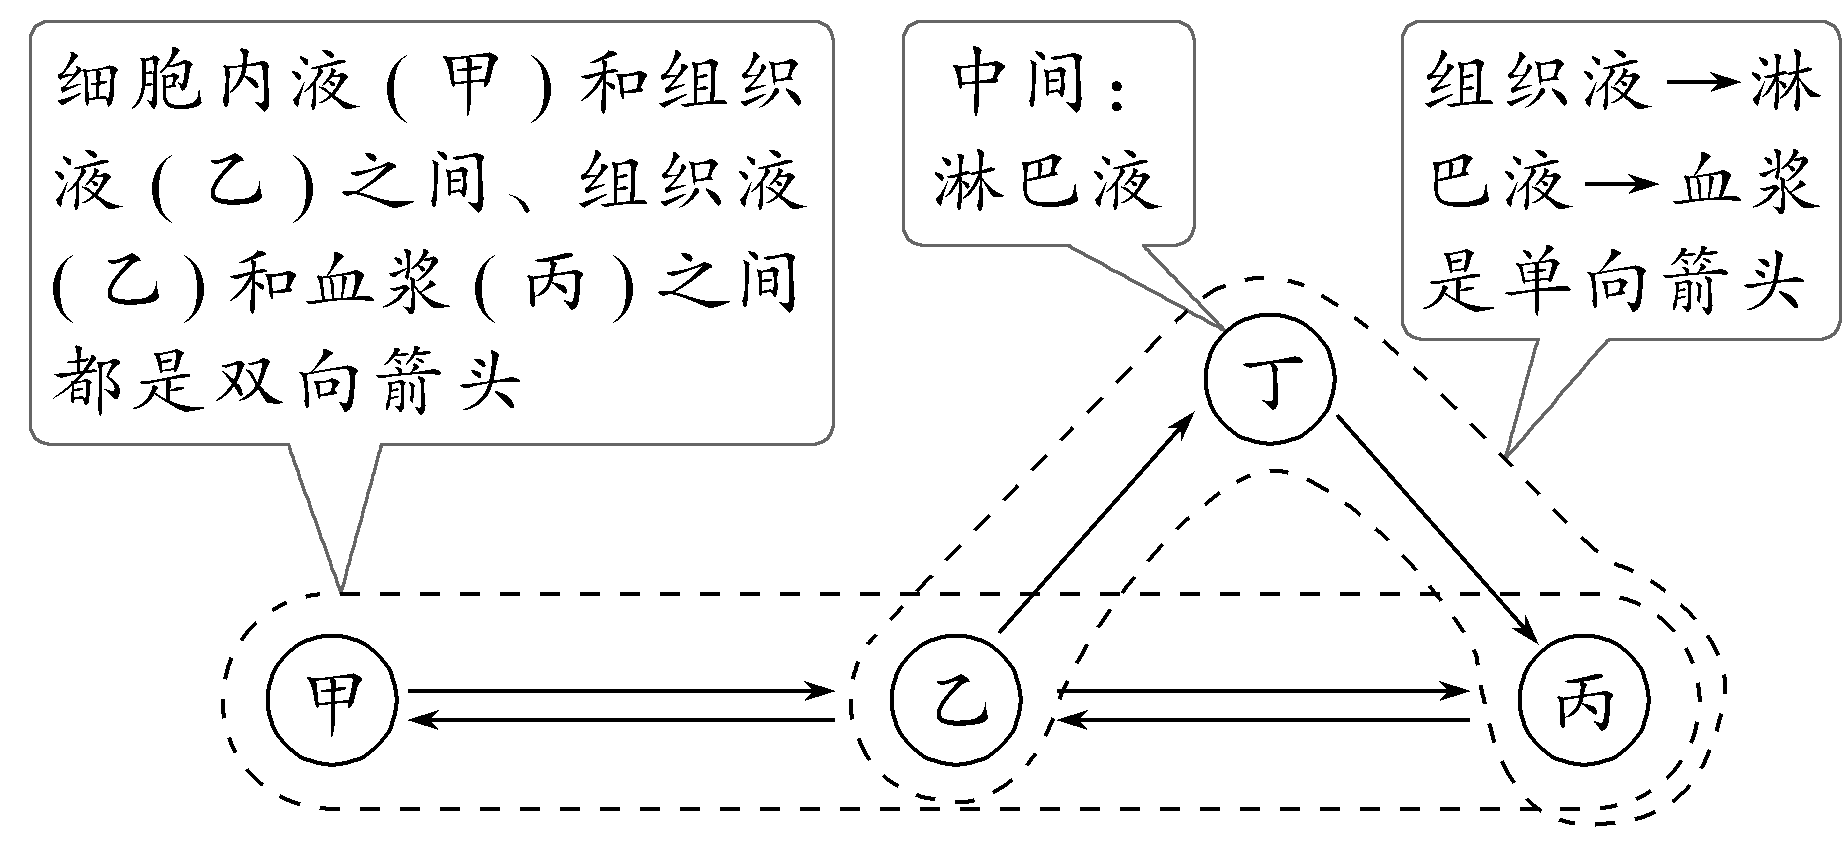 细胞内液(甲)和组织
液(乙)之间、组织液
(乙)和血浆(丙)之间
都是双向箭头
中间：
淋巴液
组织液→淋
巴液→血浆
是单向箭头
丁
甲
乙
丙